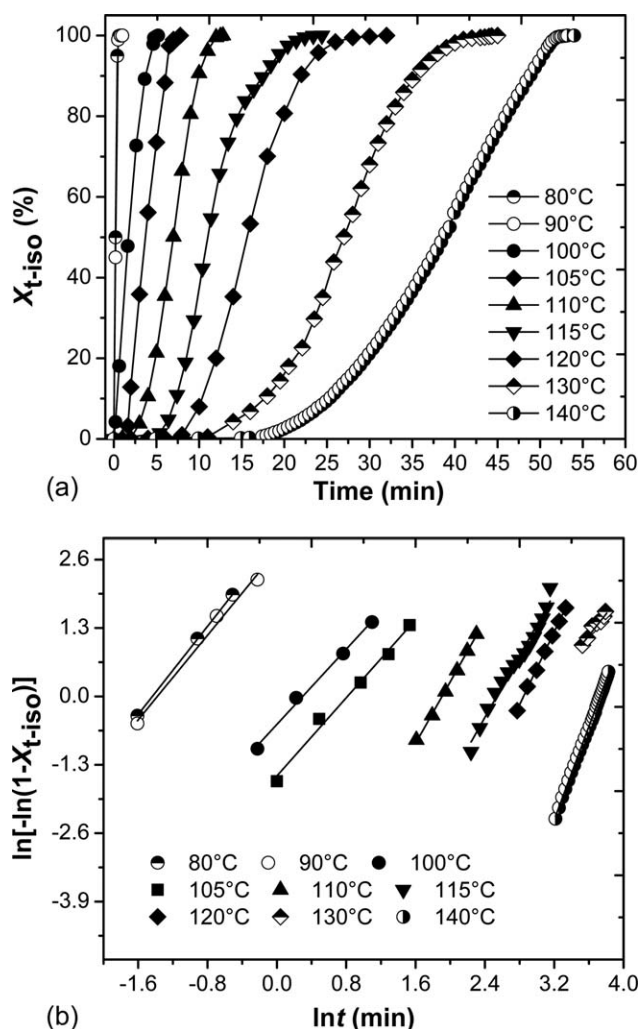 100
80
60
40
20
0
X_t-iso (%)
80°C
90°C
100°C
105°C
110°C
115°C
120°C
130°C
140°C
0 5 10 15 20 25 30 35 40 45 50 55 60
Time (min)
(a)
2.6
1.3
0.0
-1.3
-2.6
-3.9
ln[-ln(1-X_t-iso)]
80°C 90°C 100°C
105°C 110°C 115°C
120°C 130°C 140°C
-1.6 -0.8 0.0 0.8 1.6 2.4 3.2 4.0
lnt (min)
(b)